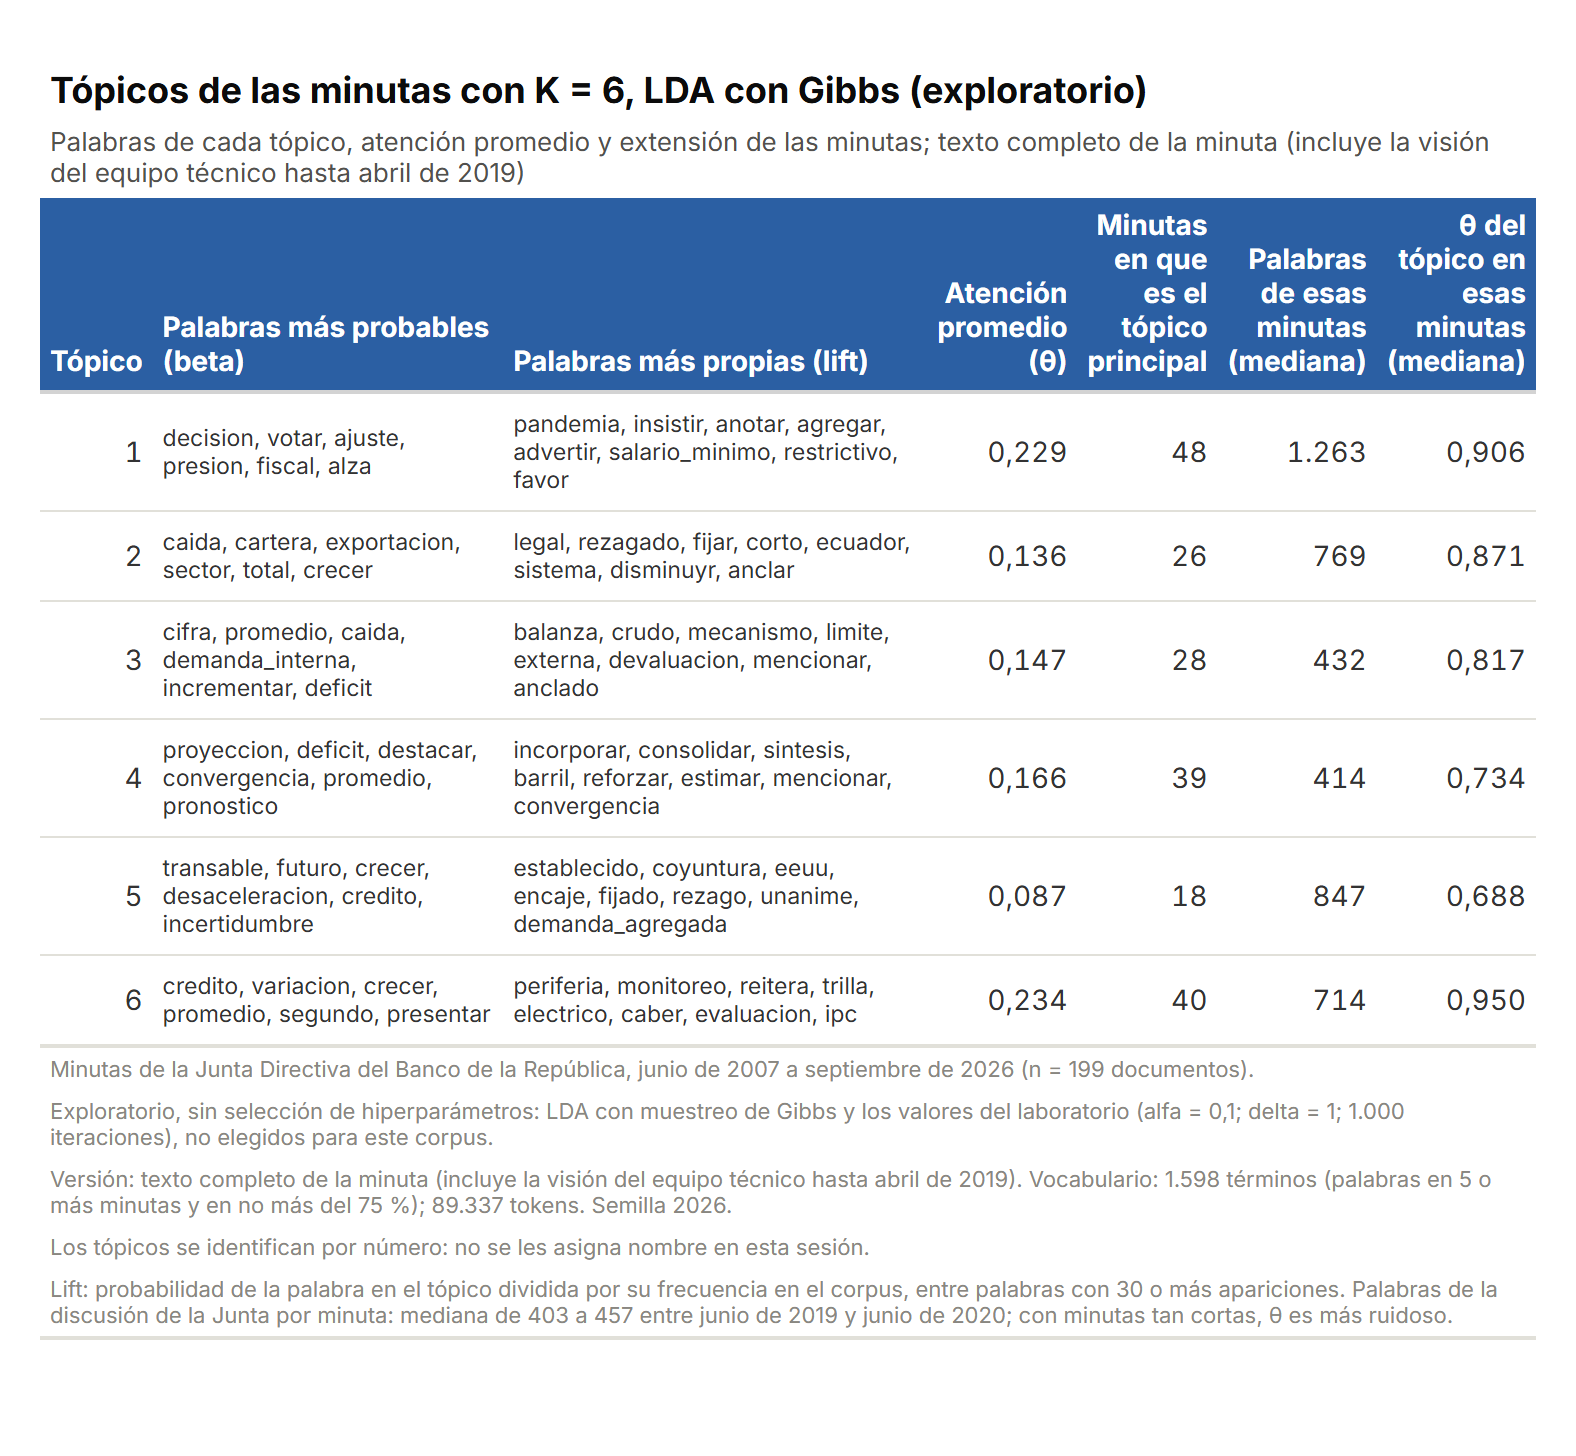 Tópicos de las minutas con K = 6, LDA con Gibbs (exploratorio)
Palabras de cada tópico, atención promedio y extensión de las minutas; texto completo de la minuta (incluye la visión
del equipo técnico hasta abril de 2019)
Tópico
Palabras más probables
(beta)
Palabras más propias (lift)
Atención
promedio
(θ)
Minutas
en que
es el
tópico
principal
Palabras
de esas
minutas
(mediana)
θ del
tópico en
esas
minutas
(mediana)
1
decision, votar, ajuste,
presion, fiscal, alza
pandemia, insistir, anotar, agregar,
advertir, salario_minimo, restrictivo,
favor
0,229
48
1.263
0,906
2
caida, cartera, exportacion,
sector, total, crecer
legal, rezagado, fijar, corto, ecuador,
sistema, disminuyr, anclar
0,136
26
769
0,871
3
cifra, promedio, caida,
demanda_interna,
incrementar, deficit
balanza, crudo, mecanismo, limite,
externa, devaluacion, mencionar,
anclado
0,147
28
432
0,817
4
proyeccion, deficit, destacar,
convergencia, promedio,
pronostico
incorporar, consolidar, sintesis,
barril, reforzar, estimar, mencionar,
convergencia
0,166
39
414
0,734
5
transable, futuro, crecer,
desaceleracion, credito,
incertidumbre
establecido, coyuntura, eeuu,
encaje, fijado, rezago, unanime,
demanda_agregada
0,087
18
847
0,688
6
credito, variacion, crecer,
promedio, segundo, presentar
periferia, monitoreo, reitera, trilla,
electrico, caber, evaluacion, ipc
0,234
40
714
0,950
Minutas de la Junta Directiva del Banco de la República, junio de 2007 a septiembre de 2026 (n = 199 documentos).
Exploratorio, sin selección de hiperparámetros: LDA con muestreo de Gibbs y los valores del laboratorio (alfa = 0,1; delta = 1; 1.000
iteraciones), no elegidos para este corpus.
Versión: texto completo de la minuta (incluye la visión del equipo técnico hasta abril de 2019). Vocabulario: 1.598 términos (palabras en 5 o
más minutas y en no más del 75 %); 89.337 tokens. Semilla 2026.
Los tópicos se identifican por número: no se les asigna nombre en esta sesión.
Lift: probabilidad de la palabra en el tópico dividida por su frecuencia en el corpus, entre palabras con 30 o más apariciones. Palabras de la
discusión de la Junta por minuta: mediana de 403 a 457 entre junio de 2019 y junio de 2020; con minutas tan cortas, θ es más ruidoso.